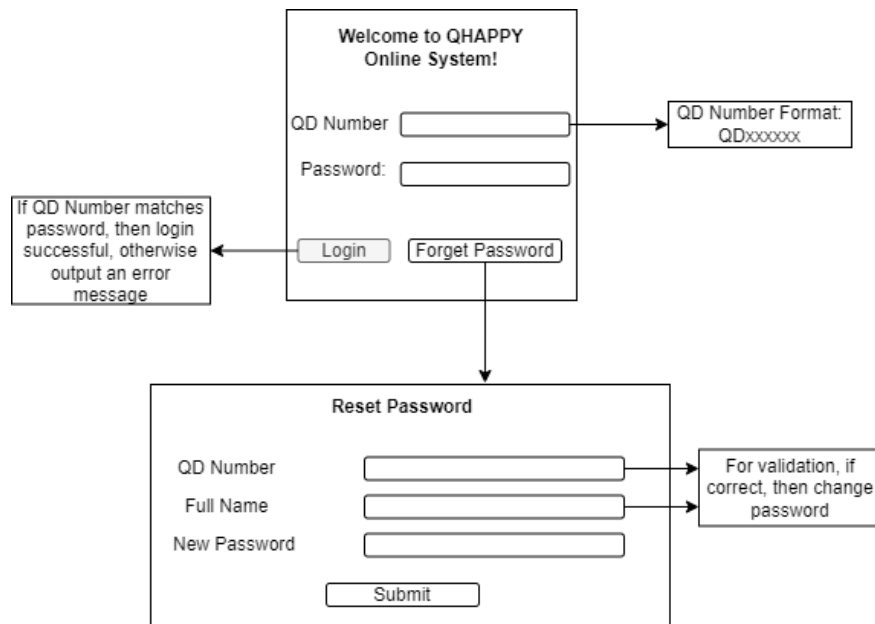 Welcome to QHAPPY
Online System!
QD Number
QD Number Format:
QDxxxxxx
Password:
If QD Number matches
password, then login
successful, otherwise
output an error
message
Login
Forget Password
Reset Password
QD Number
Full Name
New Password
For validation, if
correct, then change
password
Submit